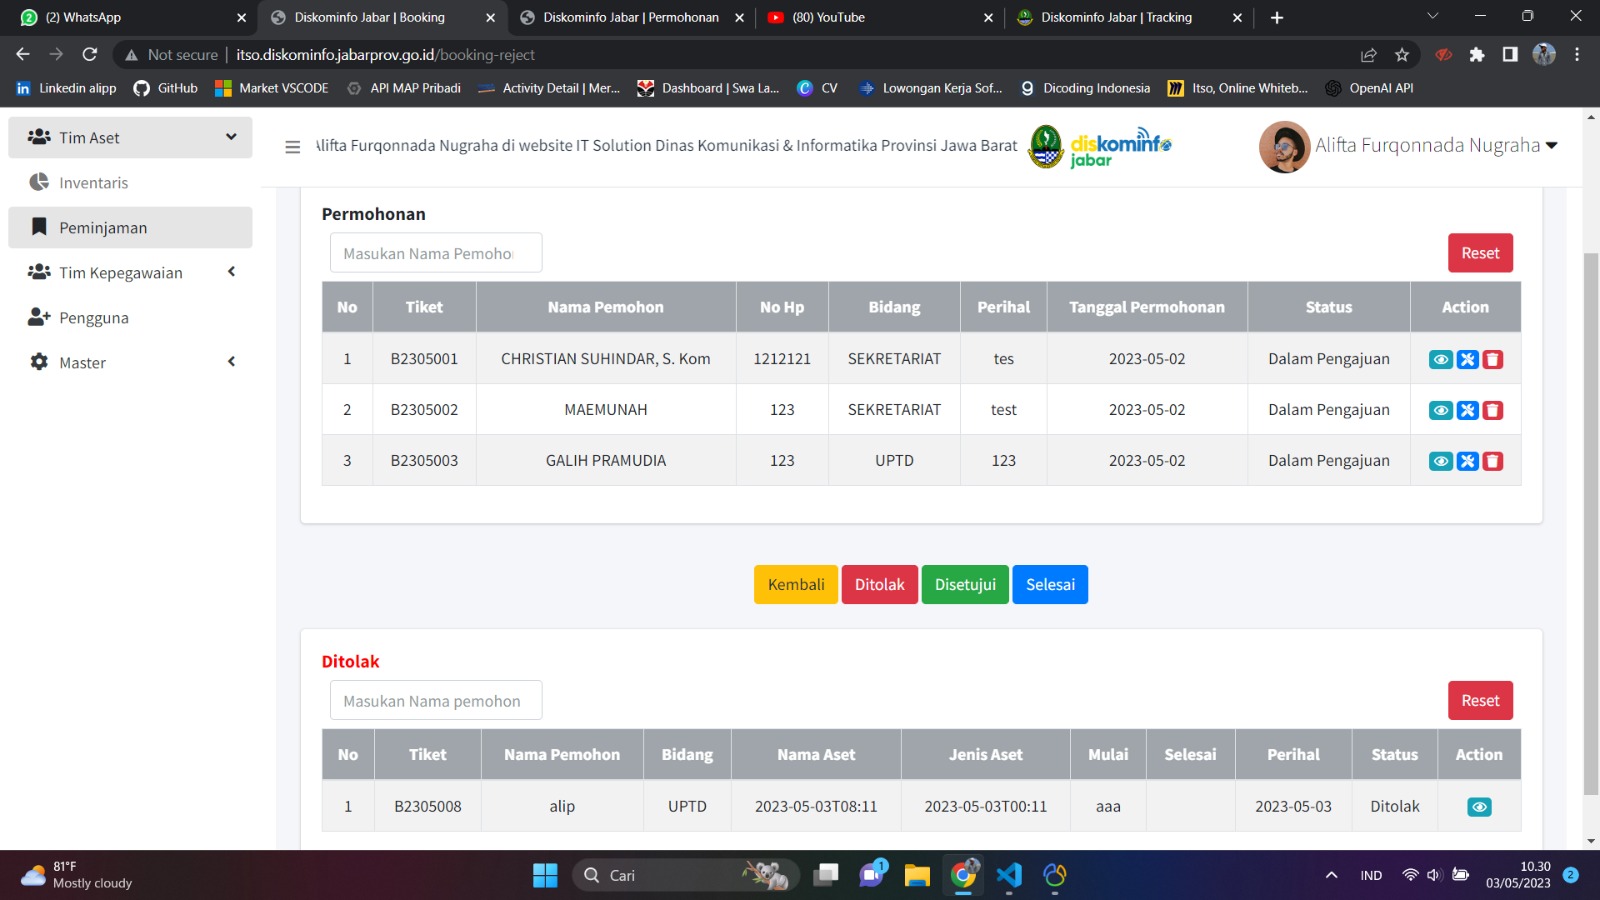 (2) WhatsApp
Diskominfo Jabar | Booking
Diskominfo Jabar | Permohonan
(80) YouTube
Diskominfo Jabar | Tracking
Not secure | itso.diskominfo.jabarprov.go.id/booking-reject
Linkedin alipp
GitHub
Market VSCODE
API MAP Pribadi
Activity Detail | Mer...
Dashboard | Swa La...
CV
Lowongan Kerja Sof...
Dicoding Indonesia
Itso, Online Whiteb...
OpenAI API
Tim Aset
Inventaris
Peminjaman
Tim Kepegawaian
Pengguna
Master
Alifta Furqonnada Nugraha di website IT Solution Dinas Komunikasi & Informatika Provinsi Jawa Barat
diskominfo
jabar
Alifta Furqonnada Nugraha
Permohonan
Masukan Nama Pemoho
Reset
No Tiket Nama Pemohon No Hp Bidang Perihal Tanggal Permohonan Status Action
1 B2305001 CHRISTIAN SUHINDAR, S. Kom 1212121 SEKRETARIAT tes 2023-05-02 Dalam Pengajuan
2 B2305002 MAEMUNAH 123 SEKRETARIAT test 2023-05-02 Dalam Pengajuan
3 B2305003 GALIH PRAMUDIA 123 UPTD 123 2023-05-02 Dalam Pengajuan
Kembali Ditolak Disetujui Selesai
Ditolak
Masukan Nama pemohon
Reset
No Tiket Nama Pemohon Bidang Nama Aset Jenis Aset Mulai Selesai Perihal Status Action
1 B2305008 alip UPTD 2023-05-03T08:11 2023-05-03T00:11 aaa 2023-05-03 Ditolak
81°F
Mostly cloudy
Cari
1
IND
10.30
03/05/2023
2